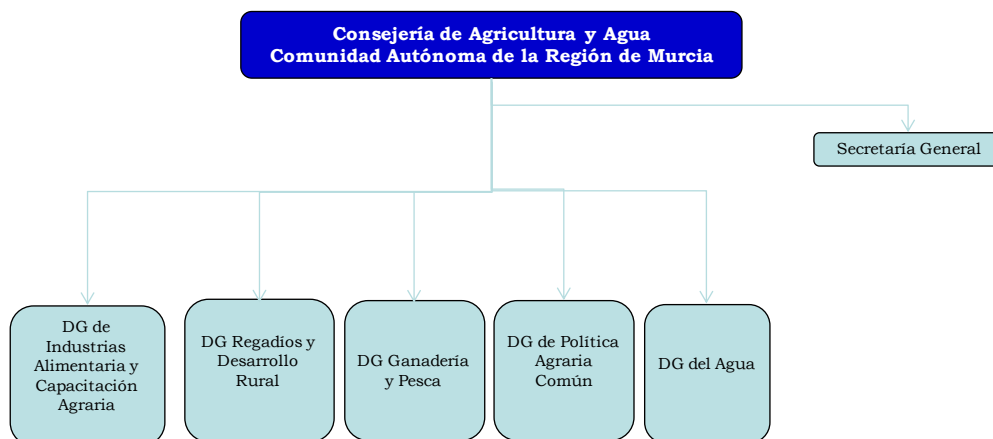 Consejería de Agricultura y Agua
Comunidad Autónoma de la Región de Murcia
Secretaría General
DG de
Industrias
Alimentaria y
Capacitación
Agraria
DG Regadíos y
Desarrollo
Rural
DG Ganadería
y Pesca
DG de Política
Agraria
Común
DG del Agua